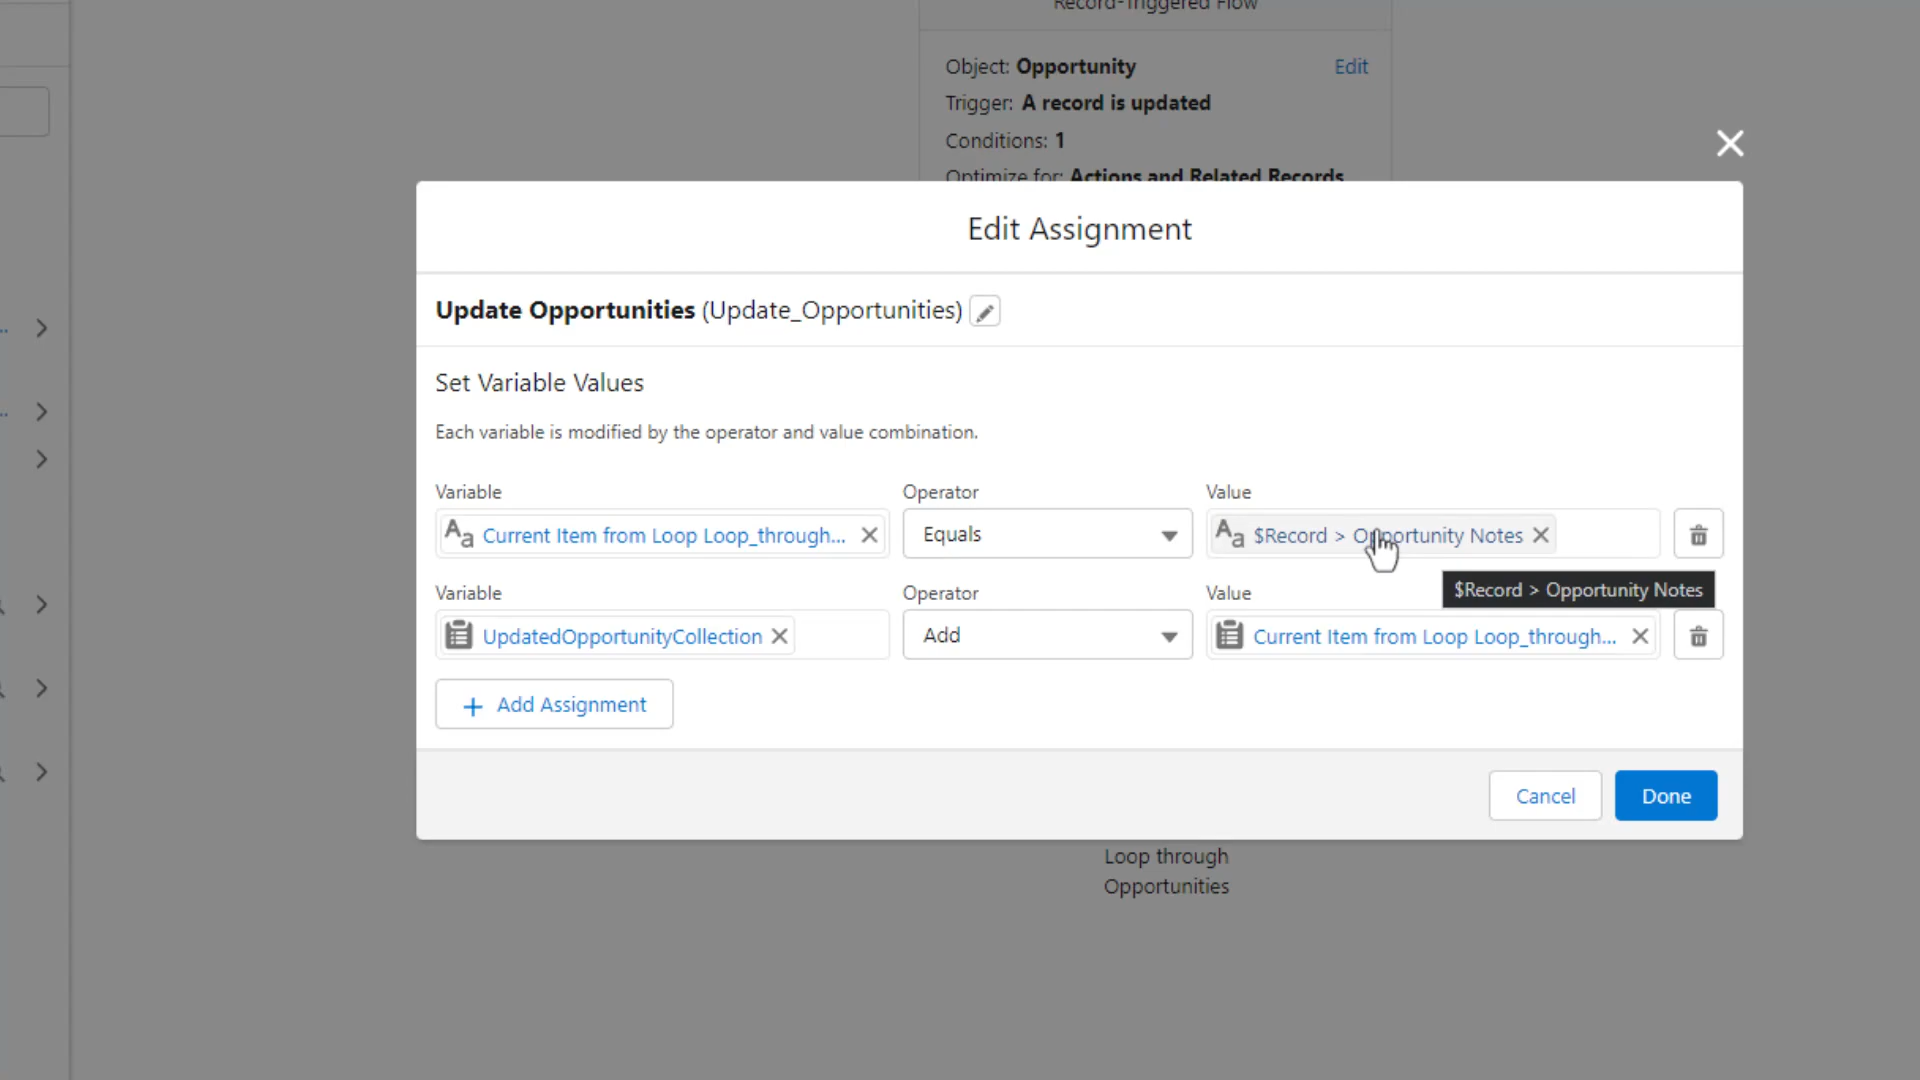 Record-Triggered Flow
Object: Opportunity
Edit
Trigger: A record is updated
Conditions: 1
Optimize for: Actions and Related Records
Edit Assignment
Update Opportunities (Update_Opportunities)
Set Variable Values
Each variable is modified by the operator and value combination.
Variable
Operator
Value
Aa Current Item from Loop Loop_through...
Equals
Aa $Record > Opportunity Notes
$Record > Opportunity Notes
Variable
Operator
Value
UpdatedOpportunityCollection
Add
Current Item from Loop Loop_through...
+ Add Assignment
Cancel
Done
Loop through
Opportunities